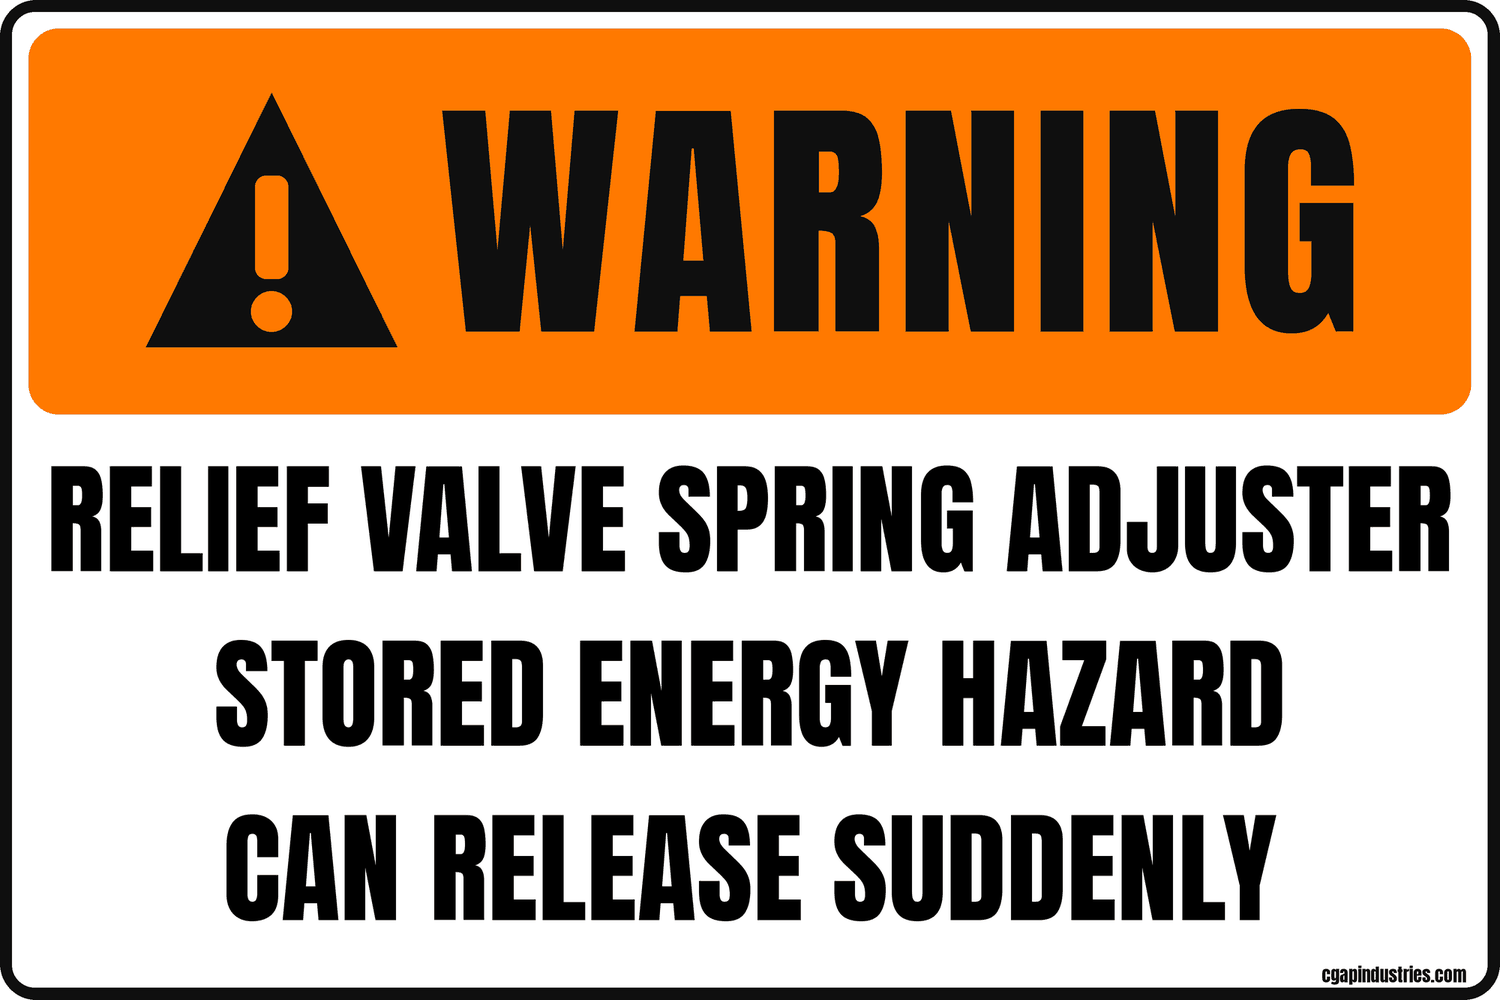 WARNING
RELIEF VALVE SPRING ADJUSTER
STORED ENERGY HAZARD
CAN RELEASE SUDDENLY
cgapindustries.com